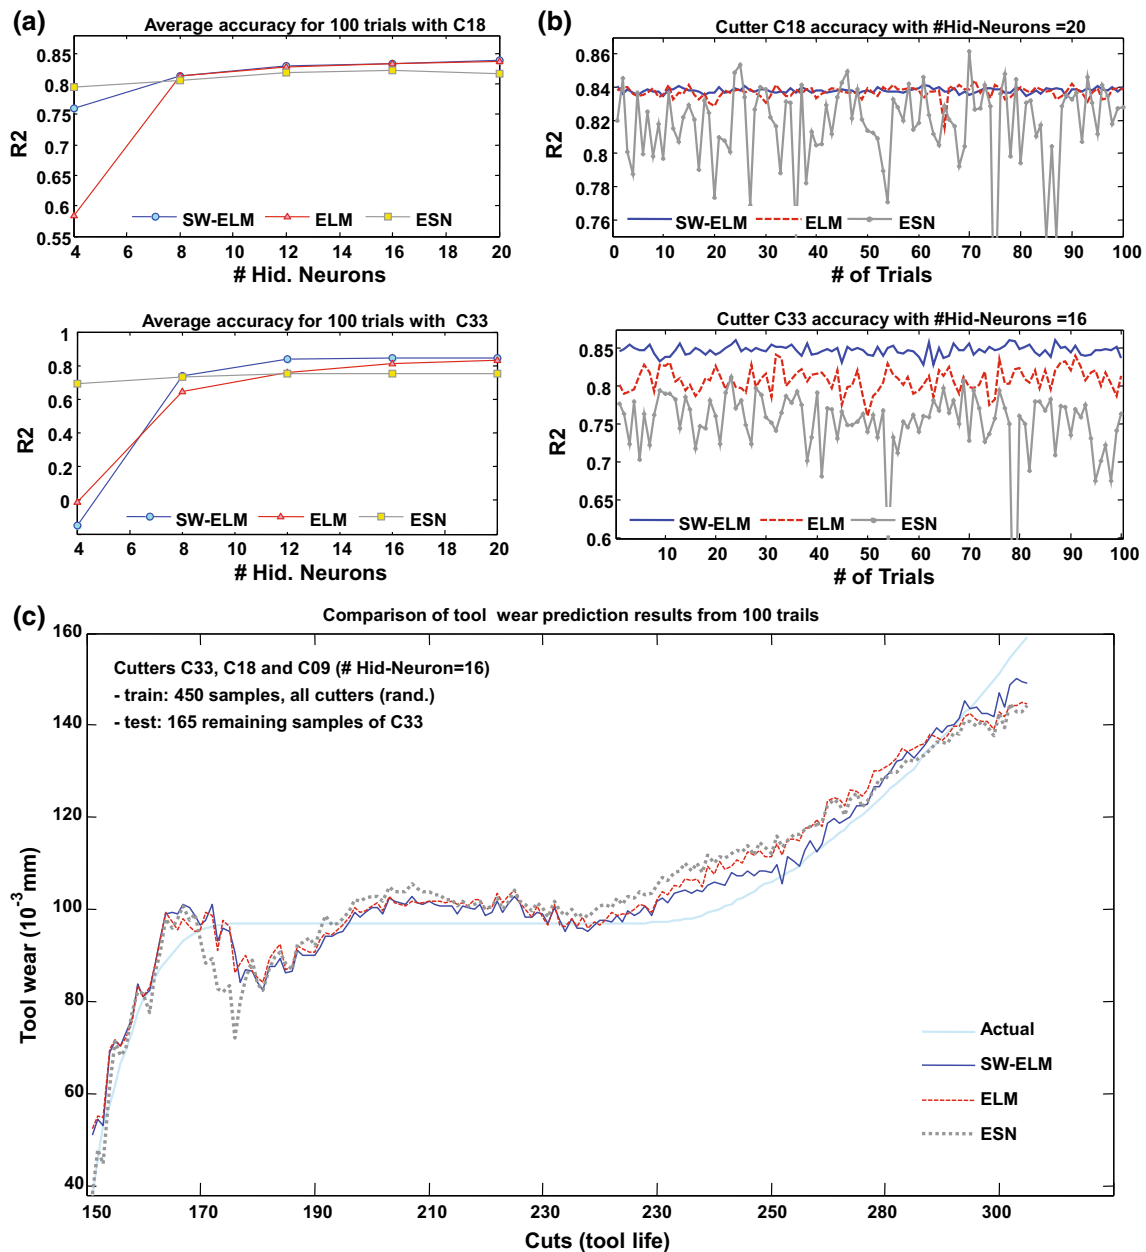 (a)
Average accuracy for 100 trials with C18
R2
0.85
0.8
0.75
0.7
0.65
0.6
0.55
SW-ELM ELM ESN
4 8 12 16 20
# Hid. Neurons
(b)
Cutter C18 accuracy with #Hid-Neurons =20
R2
0.86
0.84
0.82
0.8
0.78
0.76
SW-ELM ELM ESN
0 10 20 30 40 50 60 70 80 90 100
# of Trials
Average accuracy for 100 trials with C33
R2
1
0.8
0.6
0.4
0.2
0
SW-ELM ELM ESN
4 8 12 16 20
# Hid. Neurons
Cutter C33 accuracy with #Hid-Neurons =16
R2
0.85
0.8
0.75
0.7
0.65
0.6
SW-ELM ELM ESN
10 20 30 40 50 60 70 80 90 100
# of Trials
(c)
Comparison of tool wear prediction results from 100 trails
Tool wear (10⁻³ mm)
160
140
120
100
80
60
40
Cutters C33, C18 and C09 (# Hid-Neuron=16)
- train: 450 samples, all cutters (rand.)
- test: 165 remaining samples of C33
Actual
SW-ELM
ELM
ESN
150 170 190 210 230 230 250 280 300
Cuts (tool life)